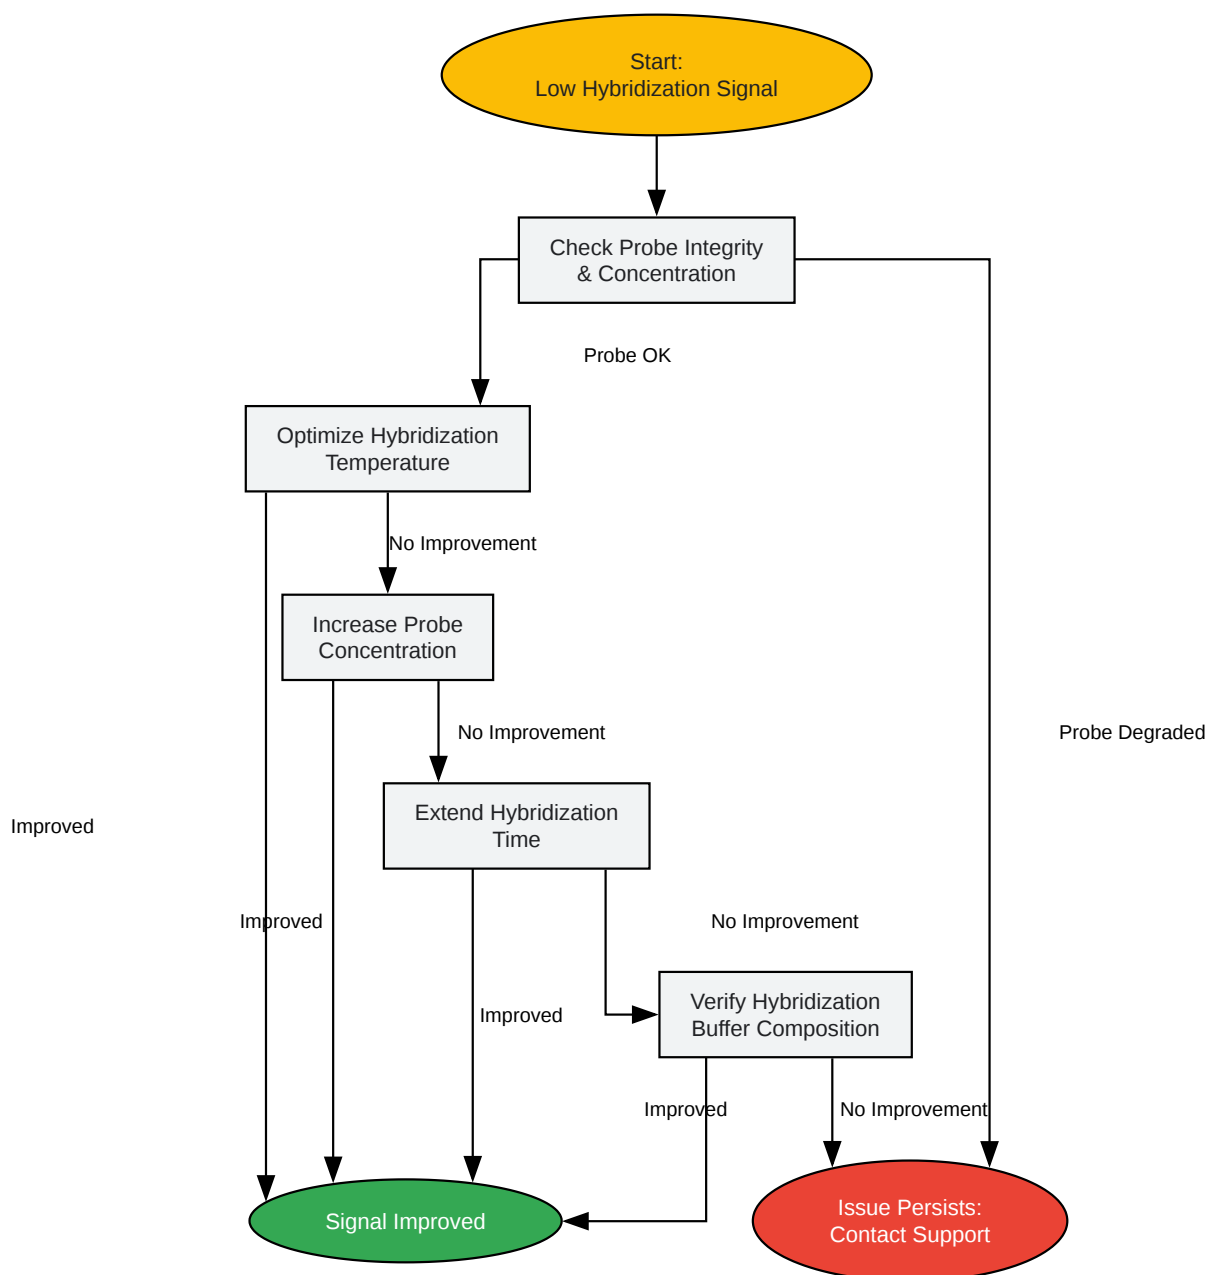 Start:
Low Hybridization Signal
Check Probe Integrity
& Concentration
Probe OK
Optimize Hybridization
Temperature
No Improvement
Increase Probe
Concentration
No Improvement
Probe Degraded
Extend Hybridization
Time
Improved
Improved
No Improvement
Verify Hybridization
Buffer Composition
Improved
Improved
No Improvement
Signal Improved
Issue Persists:
Contact Support